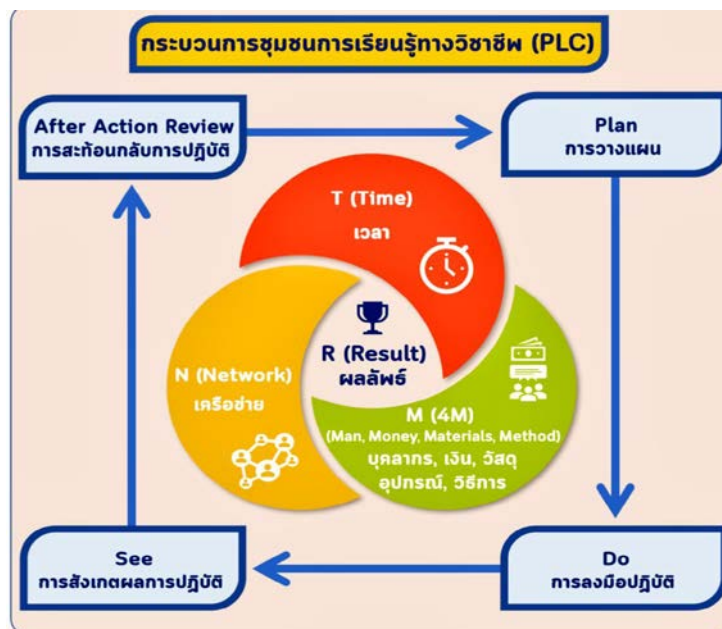 กระบวนการชุมชนการเรียนรู้ทางวิชาชีพ (PLC)
After Action Review
การสะท้อนกลับการปฏิบัติ
Plan
การวางแผน
T (Time)
เวลา
R (Result)
ผลลัพธ์
N (Network)
เครือข่าย
M (4M)
(Man, Money, Materials, Method)
บุคลากร, เงิน, วัสดุ
อุปกรณ์, วิธีการ
See
การสังเกตผลการปฏิบัติ
Do
การลงมือปฏิบัติ